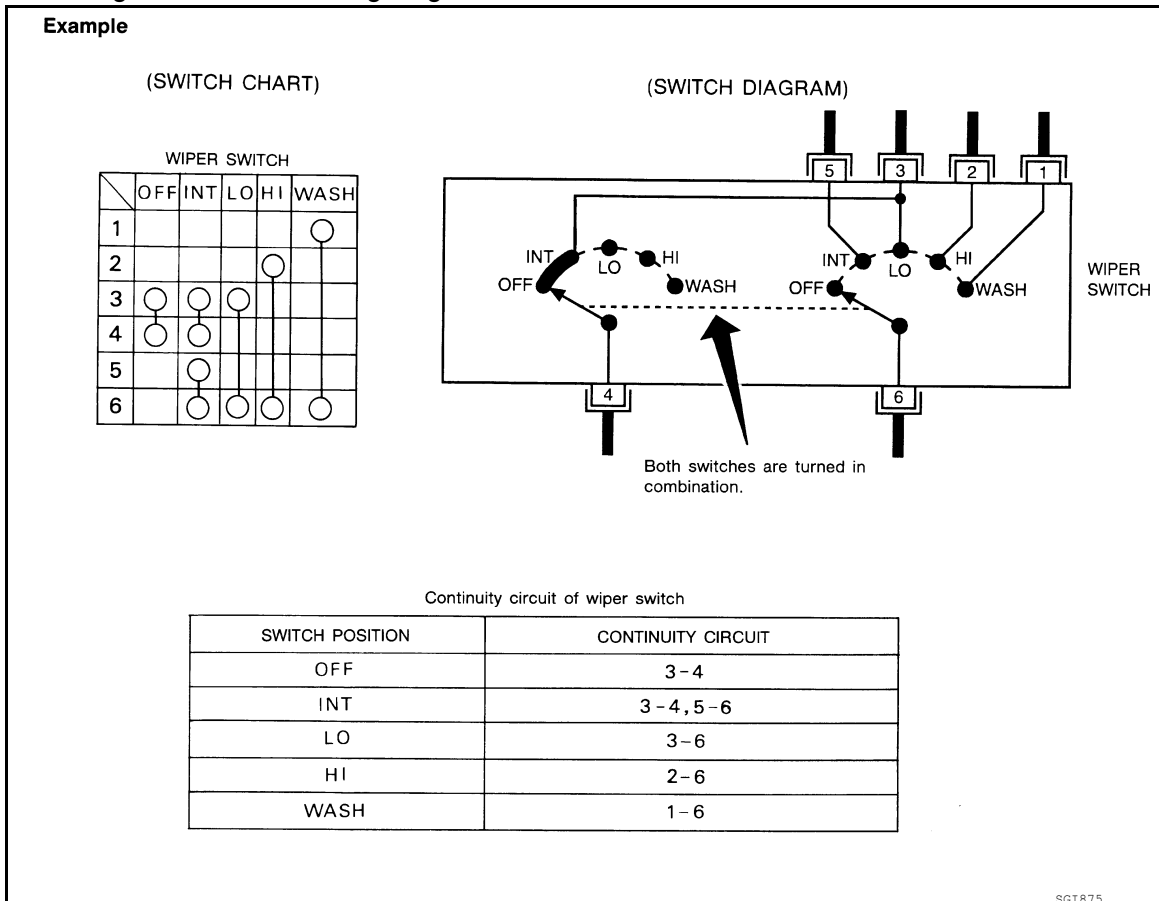 Example
(SWITCH CHART)
(SWITCH DIAGRAM)
WIPER SWITCH
OFF INT LO HI WASH
1
2
3
4
5
6
5 3 2 1
INT LO HI
OFF WASH
INT LO HI
OFF WASH
WIPER
SWITCH
4 6
Both switches are turned in
combination.
Continuity circuit of wiper switch
SWITCH POSITION CONTINUITY CIRCUIT
OFF 3-4
INT 3-4,5-6
LO 3-6
HI 2-6
WASH 1-6